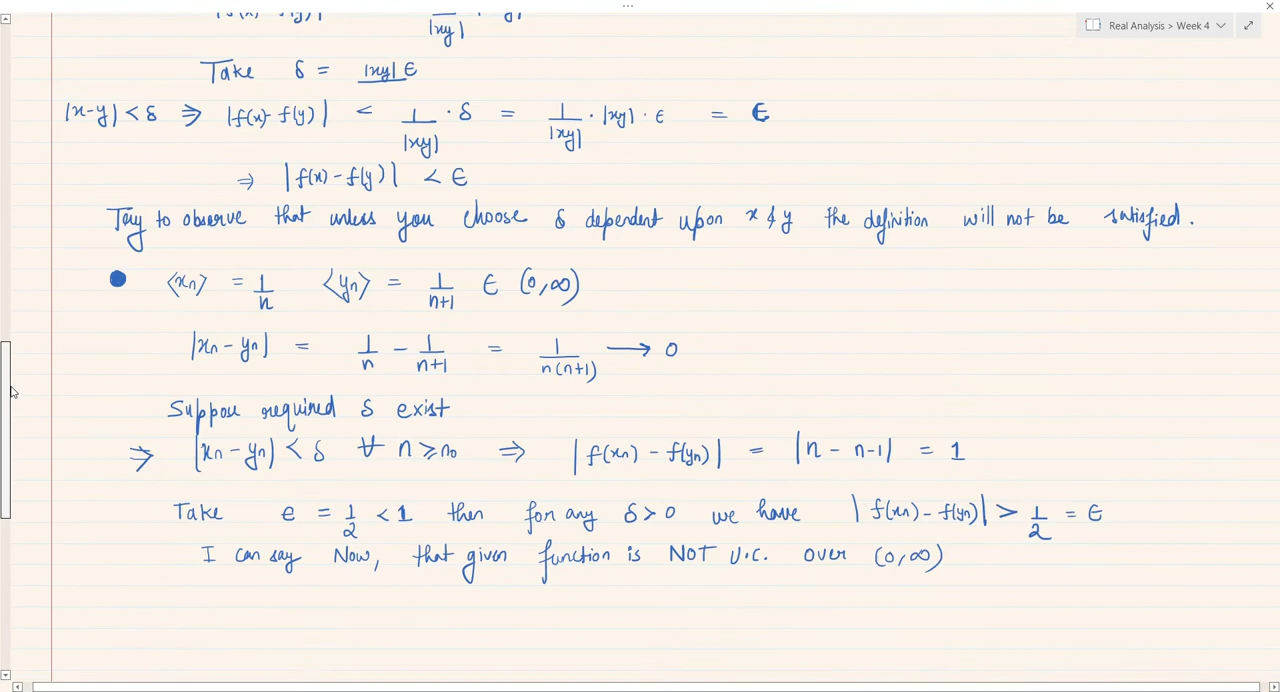 Real Analysis > Week 4
|xy|
Take δ = |xy| ∈
|x-y| < δ ⇒ |f(x) - f(y)| < 1/|xy| · δ = 1/|xy| · |xy| · ∈ = ∈
⇒ |f(x) - f(y)| < ∈
Try to observe that unless you choose δ dependent upon x & y the definition will not be satisfied.
⟨xn⟩ = 1/n ⟨yn⟩ = 1/n+1 ∈ (0,∞)
|xn - yn| = 1/n - 1/n+1 = 1/n(n+1) → 0
Suppose required δ exist
⇒ |xn - yn| < δ ∀ n ≥ n0 ⇒ |f(xn) - f(yn)| = |n - n-1| = 1
Take e = 1/2 < 1 then for any δ > 0 we have |f(xn) - f(yn)| > 1/2 = ∈
I can say Now, that given function is NOT U.C. over (0,∞)